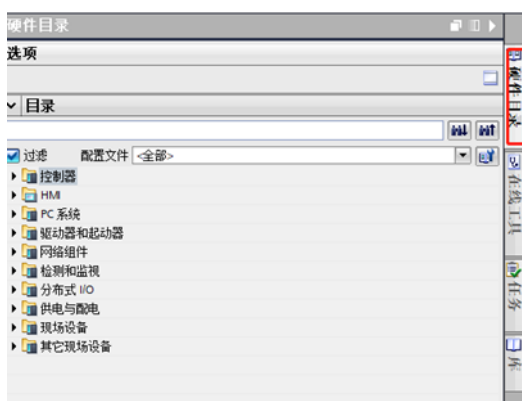 硬件目录
选项
目录
过滤 配置文件 <全部>
控制器
HMI
PC 系统
驱动器和起动器
网络组件
检测和监视
分布式 I/O
供电与配电
现场设备
其它现场设备
硬件目录
在线工具
任务
库